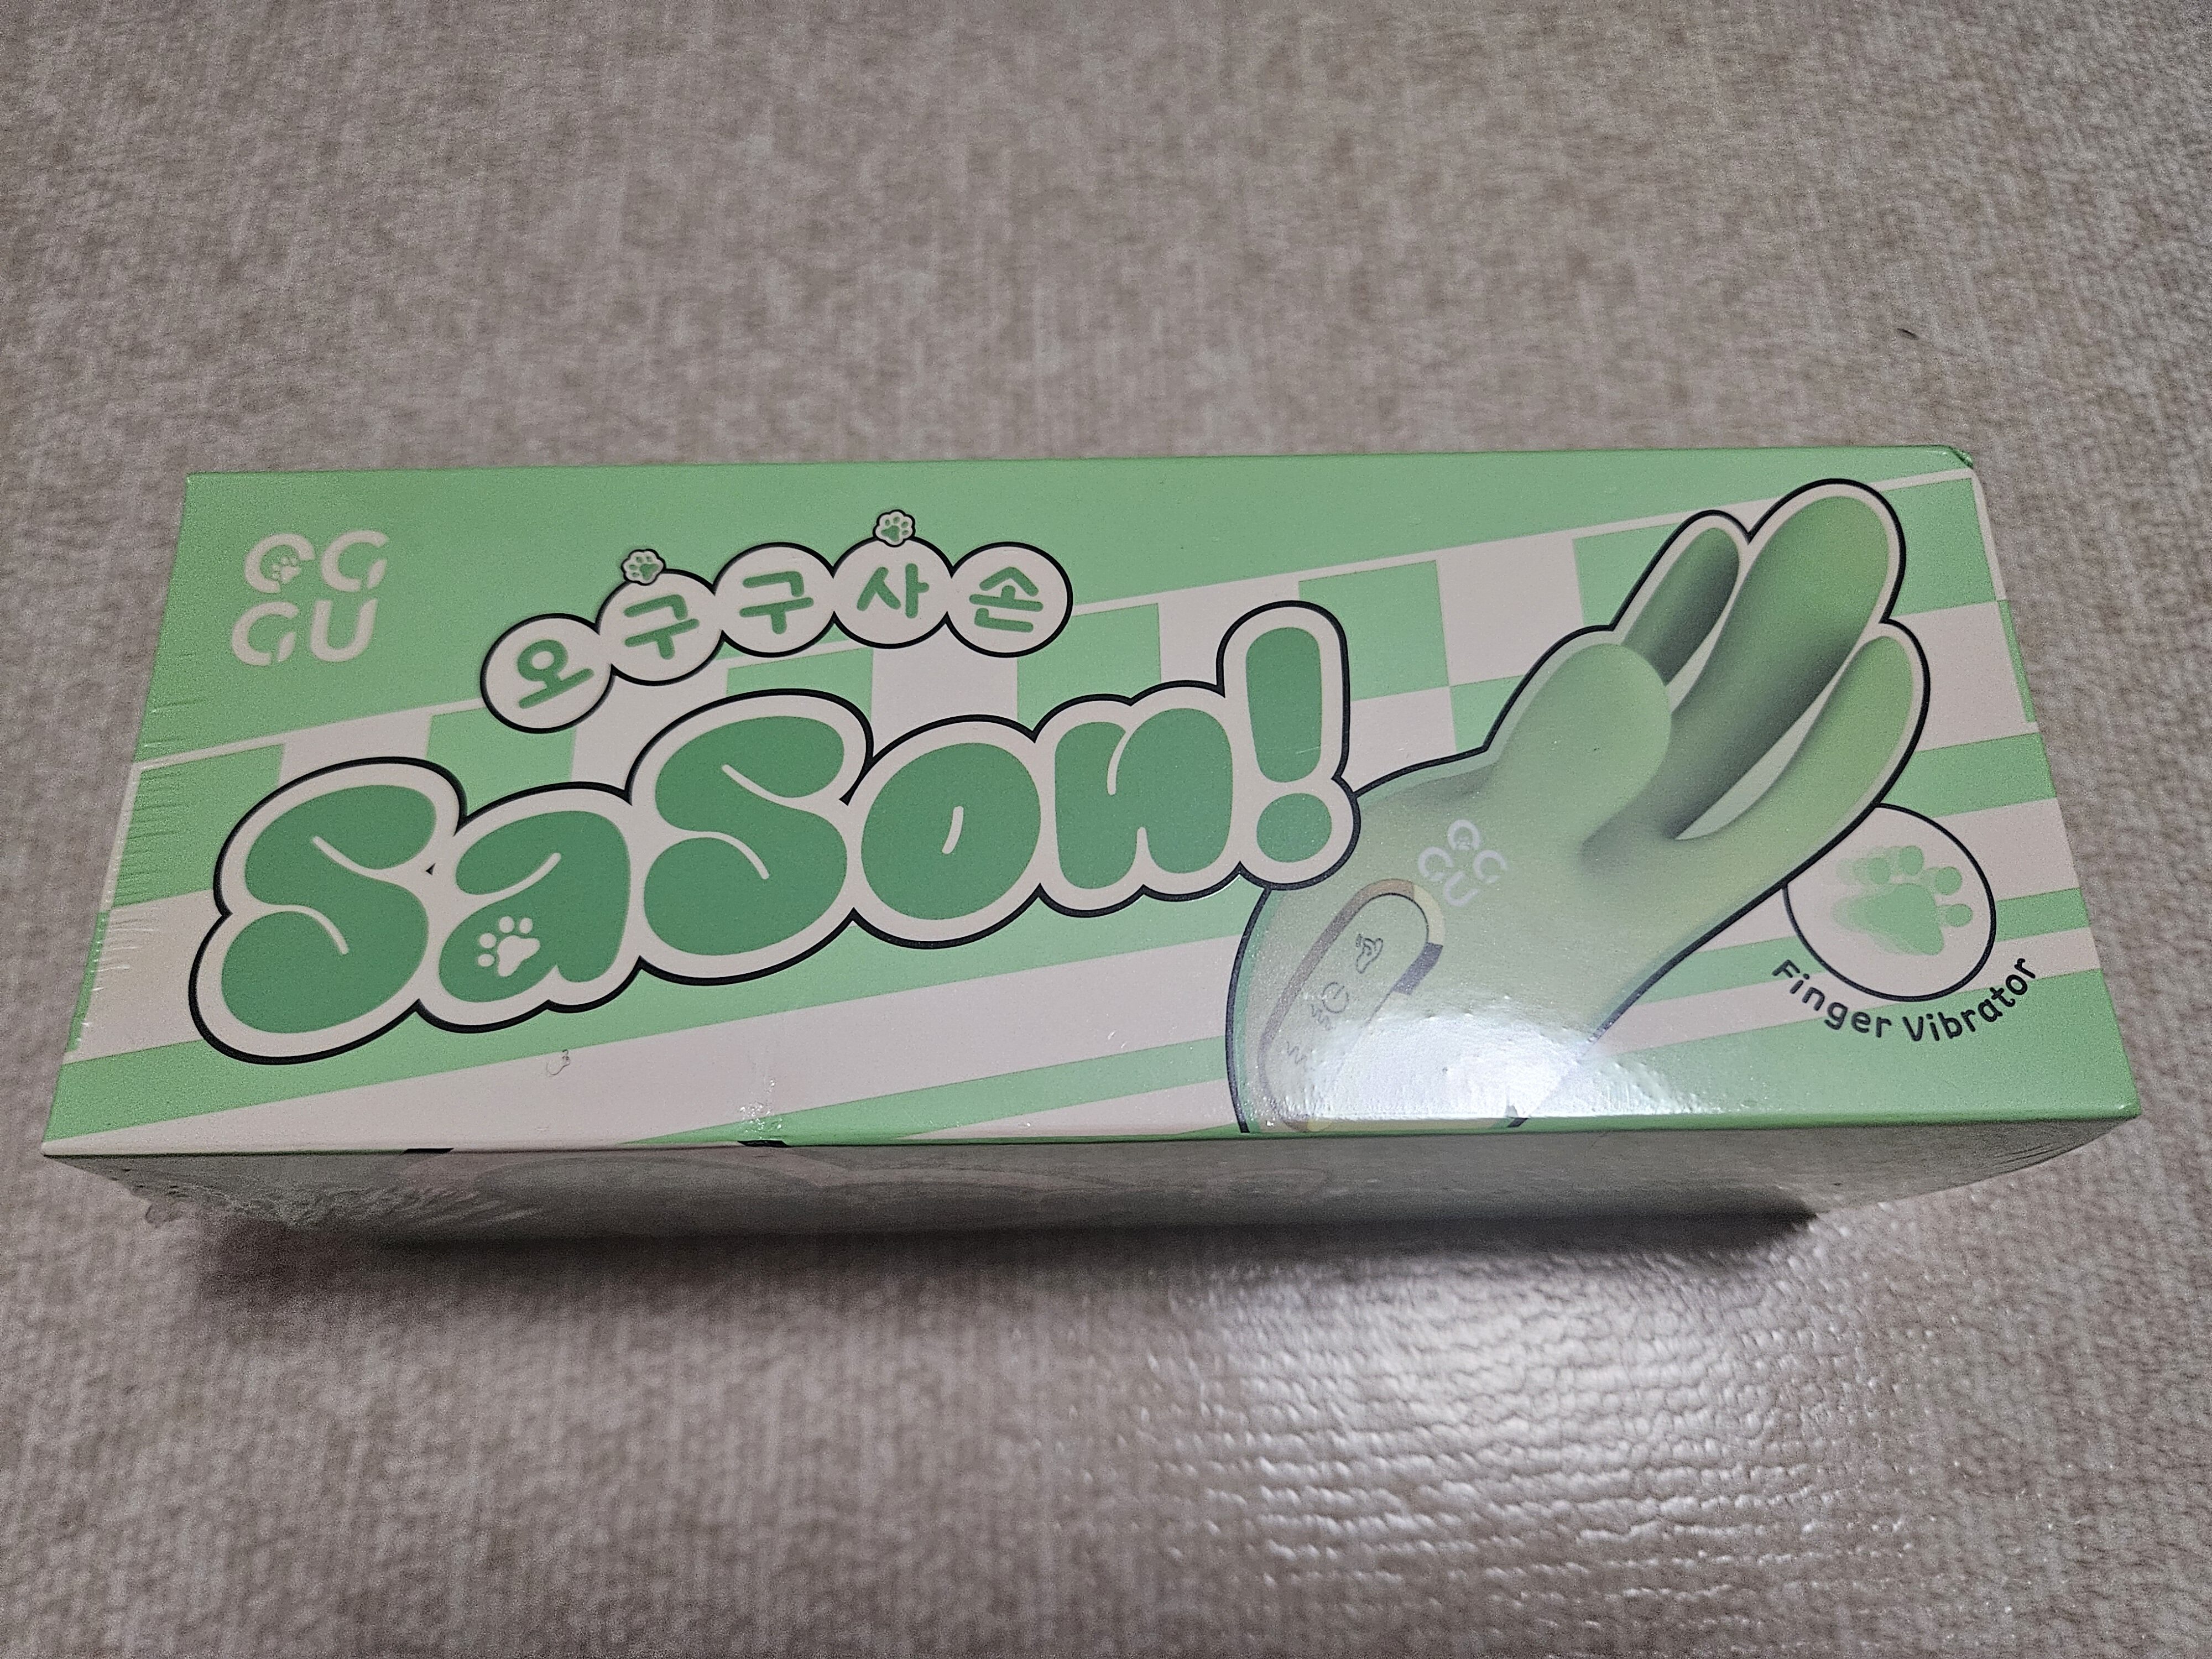 OG
GU
오구구사손
SaSon!
OG
GU
Finger Vibrator